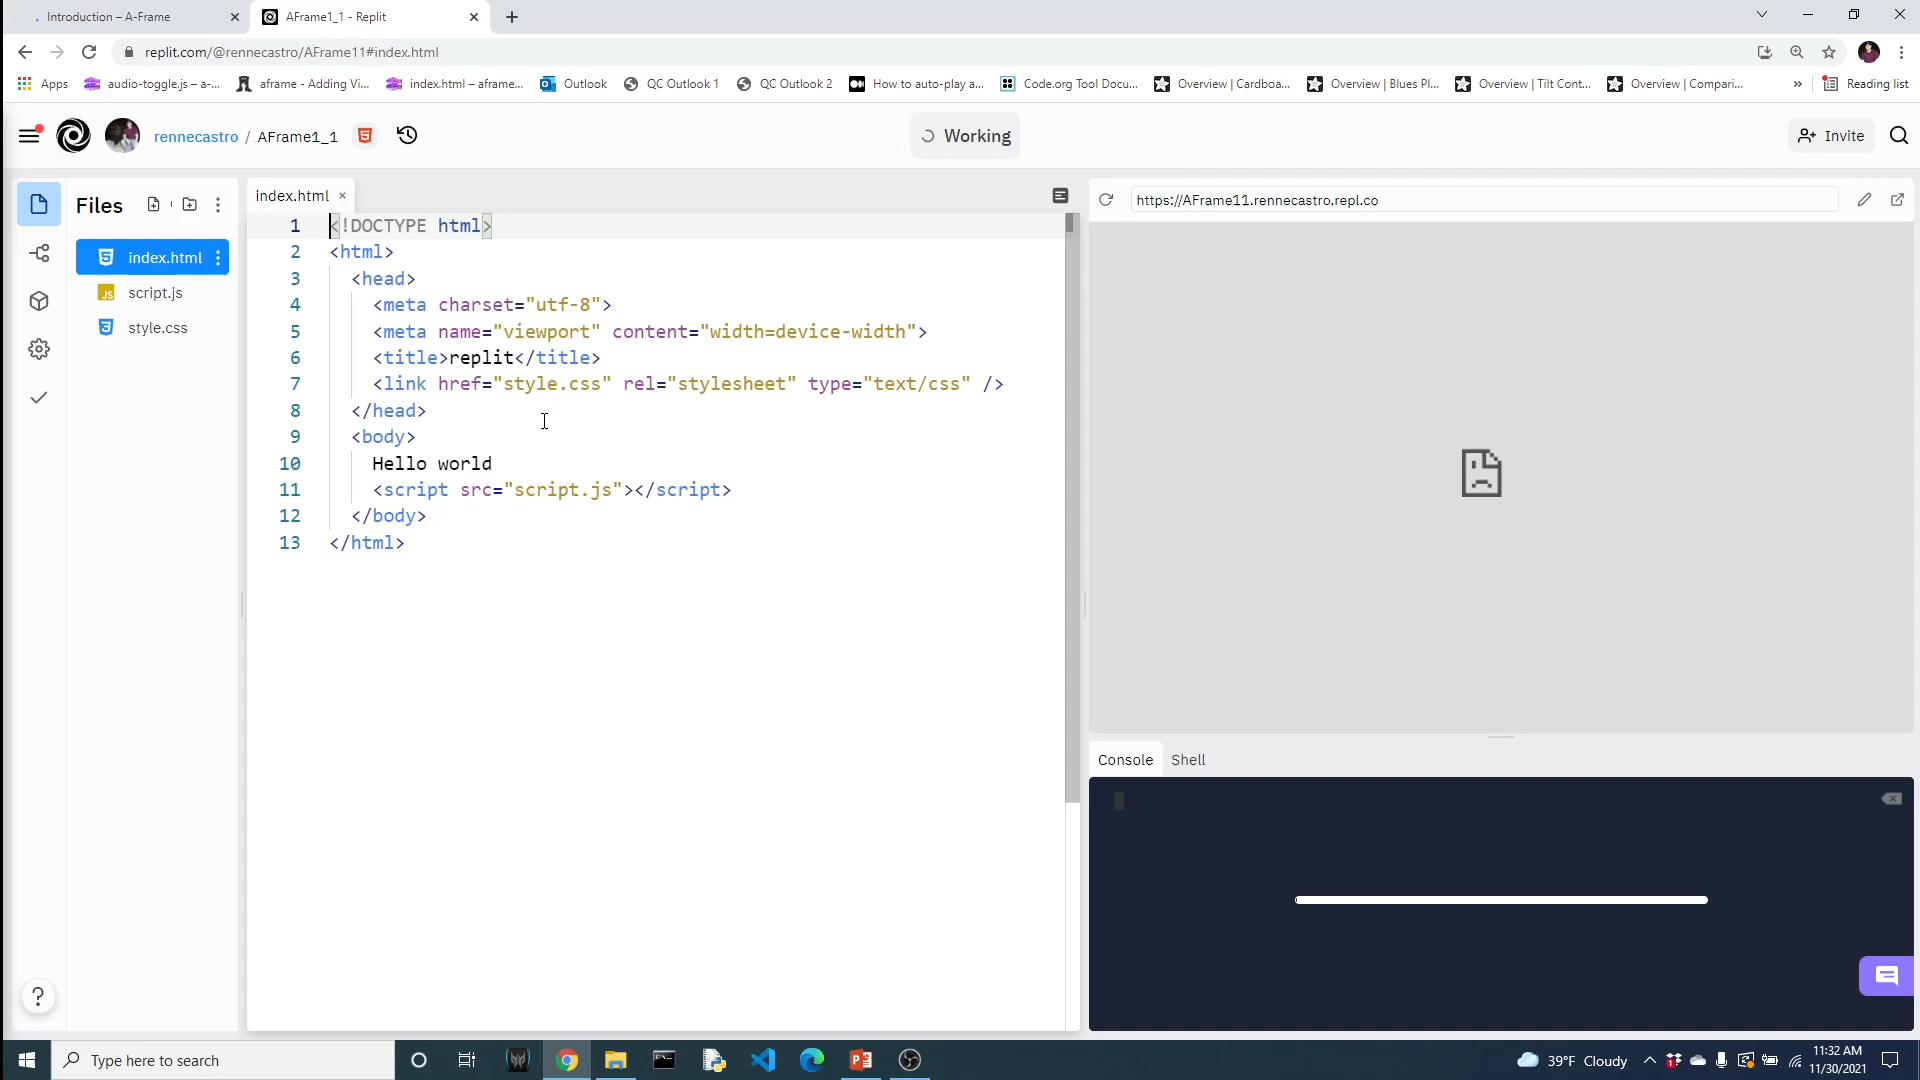 Introduction – A-Frame
AFrame1_1 - Replit
replit.com/@rennecastro/AFrame11#index.html
Apps
audio-toggle.js – a-...
aframe - Adding Vi...
index.html – aframe...
Outlook
QC Outlook 1
QC Outlook 2
How to auto-play a...
Code.org Tool Docu...
Overview | Cardboa...
Overview | Blues Pl...
Overview | Tilt Cont...
Overview | Compari...
»
Reading list
rennecastro / AFrame1_1
Working
Invite
Files
index.html
script.js
style.css
index.html
1 <!DOCTYPE html>
2 <html>
3 <head>
4 <meta charset="utf-8">
5 <meta name="viewport" content="width=device-width">
6 <title>replit</title>
7 <link href="style.css" rel="stylesheet" type="text/css" />
8 </head>
9 <body>
10 Hello world
11 <script src="script.js"></script>
12 </body>
13 </html>
https://AFrame11.rennecastro.repl.co
Console
Shell
?
Type here to search
39°F Cloudy
11:32 AM
11/30/2021